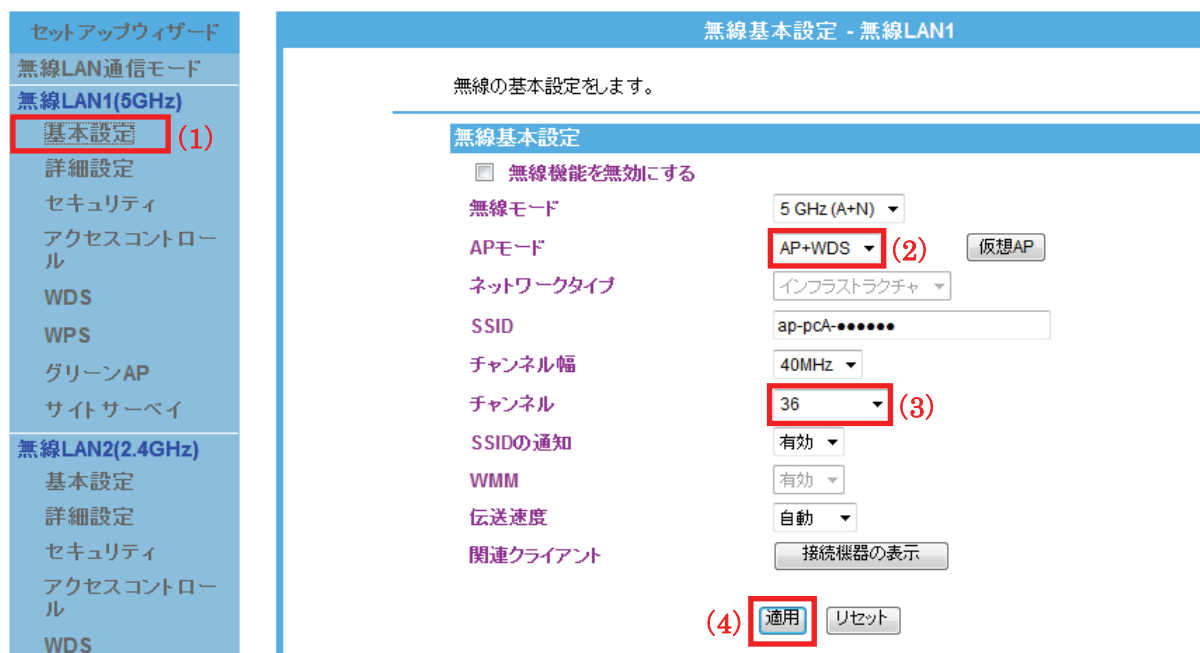 セットアップウィザード
無線LAN通信モード
無線LAN1(5GHz)
基本設定
(1)
詳細設定
セキュリティ
アクセスコントロー
ル
WDS
WPS
グリーンAP
サイトサーベイ
無線LAN2(2.4GHz)
基本設定
詳細設定
セキュリティ
アクセスコントロー
ル
WDS
無線基本設定 - 無線LAN1
無線の基本設定をします。
無線基本設定
無線機能を無効にする
無線モード 5 GHz (A+N)
APモード AP+WDS (2) 仮想AP
ネットワークタイプ インフラストラクチャ
SSID ap-pcA-●●●●●●
チャンネル幅 40MHz
チャンネル 36 (3)
SSIDの通知 有効
WMM 有効
伝送速度 自動
関連クライアント 接続機器の表示
(4) 適用 リセット